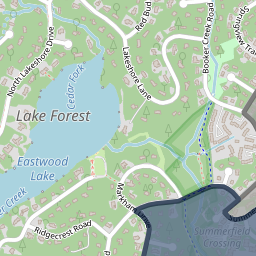 Red Bud
North Lakeshore Drive
Lakeshore Lane
Booker Creek Road
Cedar Fork
Lake Forest
Eastwood
Lake
Creek
Markham
Ridgecrest Road
Summerfield
Crossing